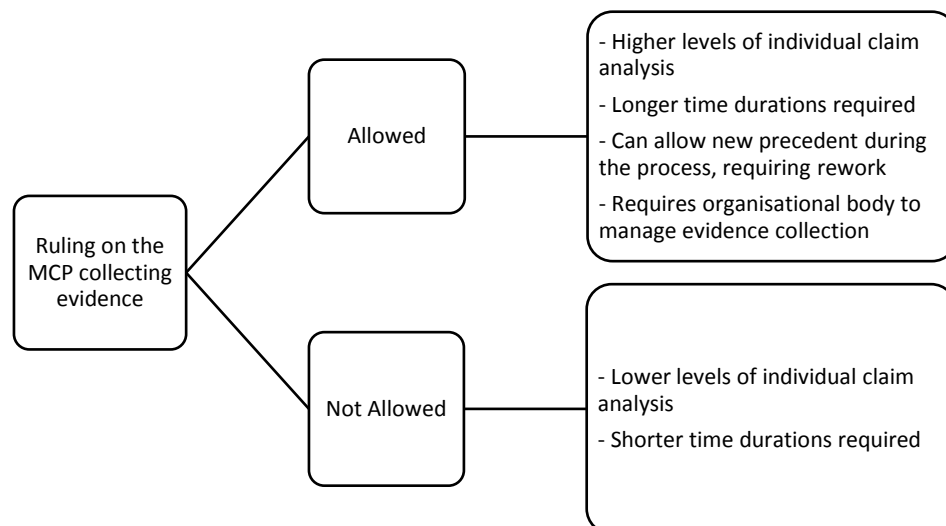 Ruling on the
MCP collecting
evidence
Allowed
- Higher levels of individual claim
analysis
- Longer time durations required
- Can allow new precedent during
the process, requiring rework
- Requires organisational body to
manage evidence collection
Not Allowed
- Lower levels of individual claim
analysis
- Shorter time durations required